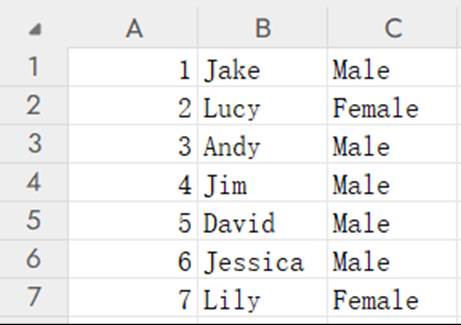 A B C
1 1 Jake Male
2 2 Lucy Female
3 3 Andy Male
4 4 Jim Male
5 5 David Male
6 6 Jessica Male
7 7 Lily Female